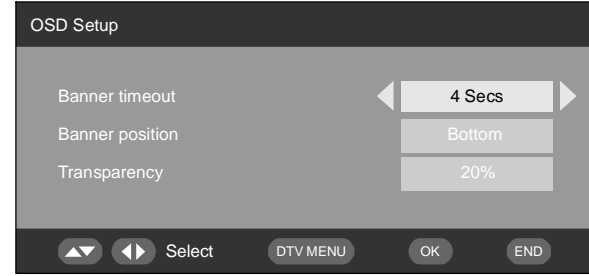 OSD Setup
Banner timeout 4 Secs
Banner position Bottom
Transparency 20%
Select DTV MENU OK END